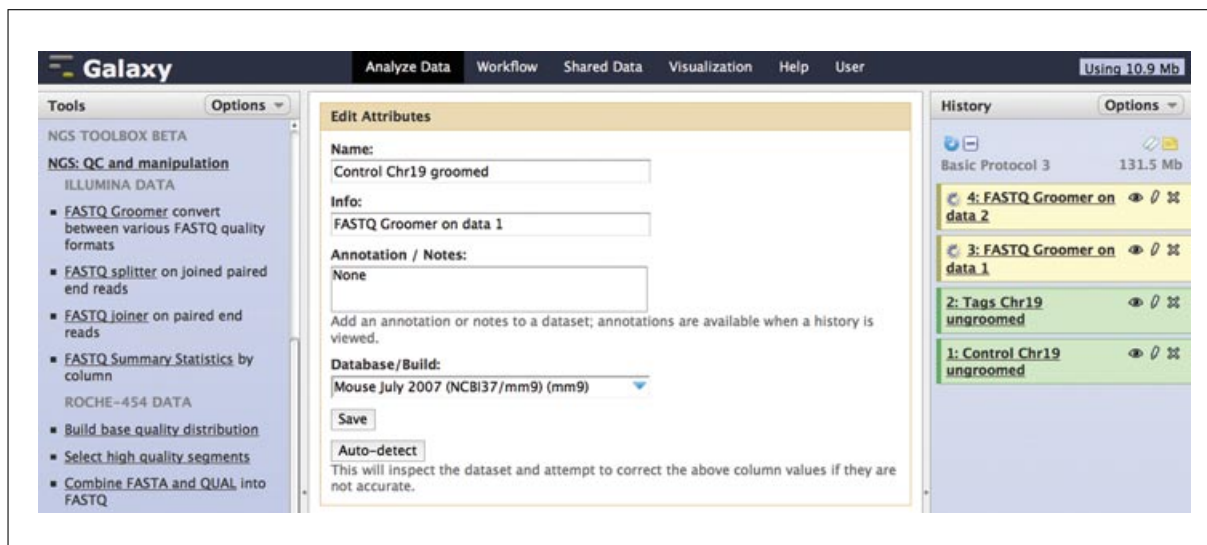 Galaxy
Analyze Data Workflow Shared Data Visualization Help User
Using 10.9 Mb
Tools
Options
NGS TOOLBOX BETA
NGS: QC and manipulation
ILLUMINA DATA
FASTQ Groomer convert
between various FASTQ quality
formats
FASTQ splitter on joined paired
end reads
FASTQ joiner on paired end
reads
FASTQ Summary Statistics by
column
ROCHE-454 DATA
Build base quality distribution
Select high quality segments
Combine FASTA and QUAL into
FASTQ
Edit Attributes
Name:
Control Chr19 groomed
Info:
FASTQ Groomer on data 1
Annotation / Notes:
None
Add an annotation or notes to a dataset; annotations are available when a history is
viewed.
Database/Build:
Mouse July 2007 (NCBI37/mm9) (mm9)
Save
Auto-detect
This will inspect the dataset and attempt to correct the above column values if they are
not accurate.
History
Options
Basic Protocol 3 131.5 Mb
4: FASTQ Groomer on
data 2
3: FASTQ Groomer on
data 1
2: Tags Chr19
ungroomed
1: Control Chr19
ungroomed